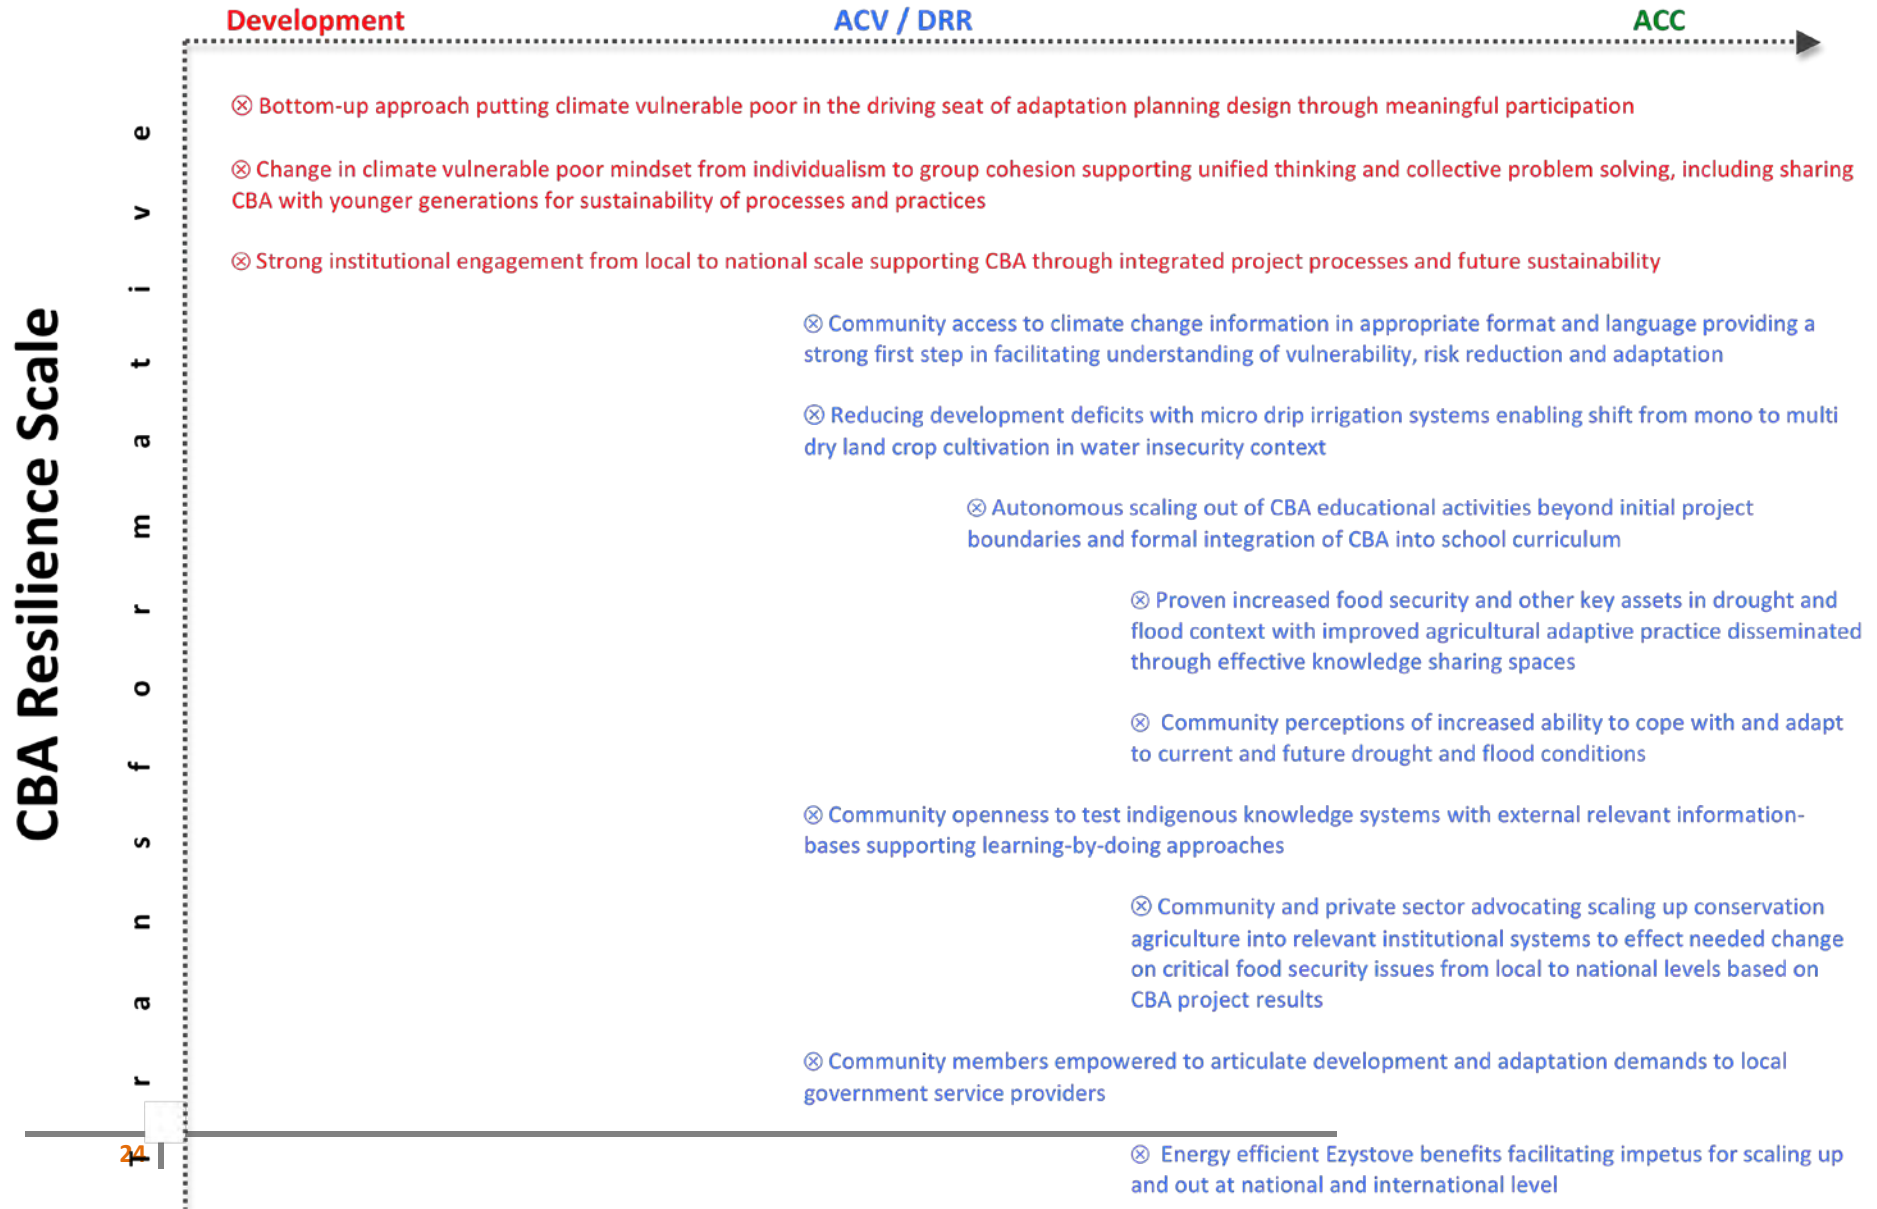 Development ACV / DRR ACC
CBA Resilience Scale
Transformative
⊗ Bottom-up approach putting climate vulnerable poor in the driving seat of adaptation planning design through meaningful participation
⊗ Change in climate vulnerable poor mindset from individualism to group cohesion supporting unified thinking and collective problem solving, including sharing
CBA with younger generations for sustainability of processes and practices
⊗ Strong institutional engagement from local to national scale supporting CBA through integrated project processes and future sustainability
⊗ Community access to climate change information in appropriate format and language providing a
strong first step in facilitating understanding of vulnerability, risk reduction and adaptation
⊗ Reducing development deficits with micro drip irrigation systems enabling shift from mono to multi
dry land crop cultivation in water insecurity context
⊗ Autonomous scaling out of CBA educational activities beyond initial project
boundaries and formal integration of CBA into school curriculum
⊗ Proven increased food security and other key assets in drought and
flood context with improved agricultural adaptive practice disseminated
through effective knowledge sharing spaces
⊗ Community perceptions of increased ability to cope with and adapt
to current and future drought and flood conditions
⊗ Community openness to test indigenous knowledge systems with external relevant information-
bases supporting learning-by-doing approaches
⊗ Community and private sector advocating scaling up conservation
agriculture into relevant institutional systems to effect needed change
on critical food security issues from local to national levels based on
CBA project results
⊗ Community members empowered to articulate development and adaptation demands to local
government service providers
24
⊗ Energy efficient Ezystove benefits facilitating impetus for scaling up
and out at national and international level